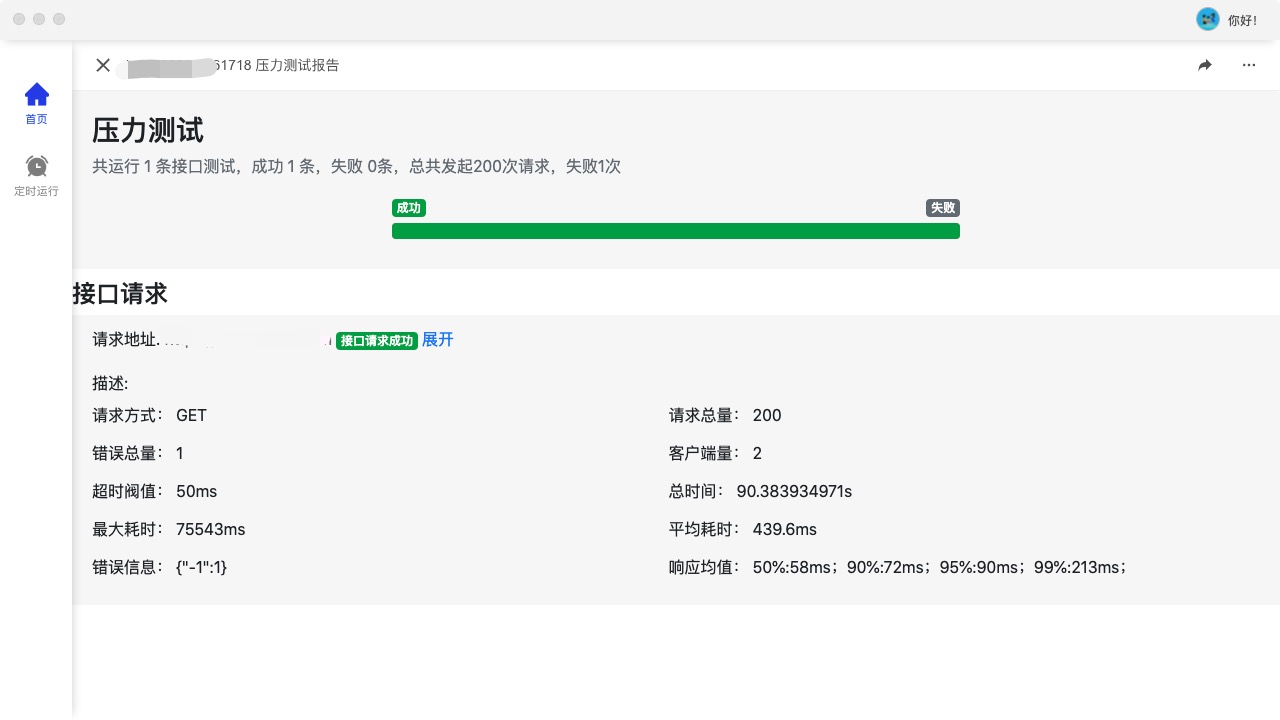 你好！
61718 压力测试报告
首页
定时运行
压力测试
共运行 1 条接口测试，成功 1 条，失败 0条，总共发起200次请求，失败1次
成功 失败
接口请求
请求地址. 接口请求成功 展开
描述:
请求方式： GET 请求总量： 200
错误总量： 1 客户端量： 2
超时阀值： 50ms 总时间： 90.383934971s
最大耗时： 75543ms 平均耗时： 439.6ms
错误信息： {"-1":1} 响应均值： 50%:58ms；90%:72ms；95%:90ms；99%:213ms；